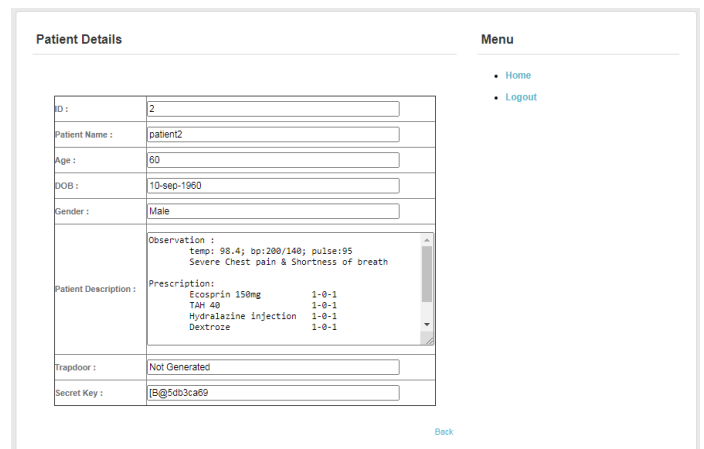 Patient Details
Menu
Home
Logout
ID :
2
Patient Name :
patient2
Age :
60
DOB :
10-sep-1960
Gender :
Male
Patient Description :
Observation :
temp: 98.4; bp:200/140; pulse:95
Severe Chest pain & Shortness of breath
Prescription:
Ecosprin 150mg 1-0-1
TAH 40 1-0-1
Hydralazine injection 1-0-1
Dextroze 1-0-1
Trapdoor :
Not Generated
Secret Key :
[B@5db3ca69
Back